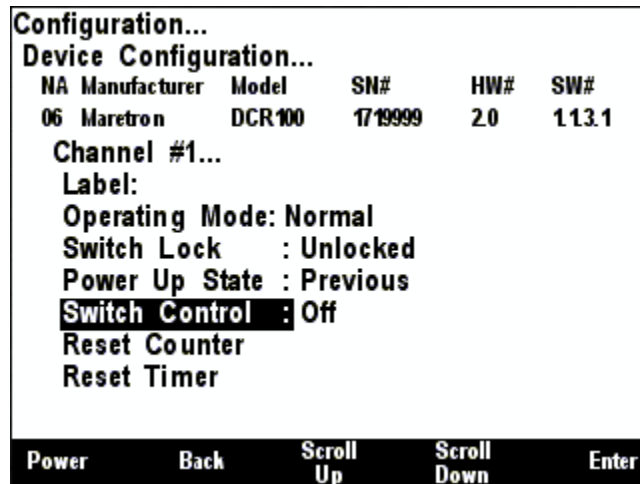 Configuration...
Device Configuration...
NA Manufacturer Model SN# HW# SW#
06 Maretron DCR100 1719999 2.0 1.1.3.1
Channel #1...
Label:
Operating Mode: Normal
Switch Lock : Unlocked
Power Up State : Previous
Switch Control : Off
Reset Counter
Reset Timer
Power Back Scroll Up Scroll Down Enter